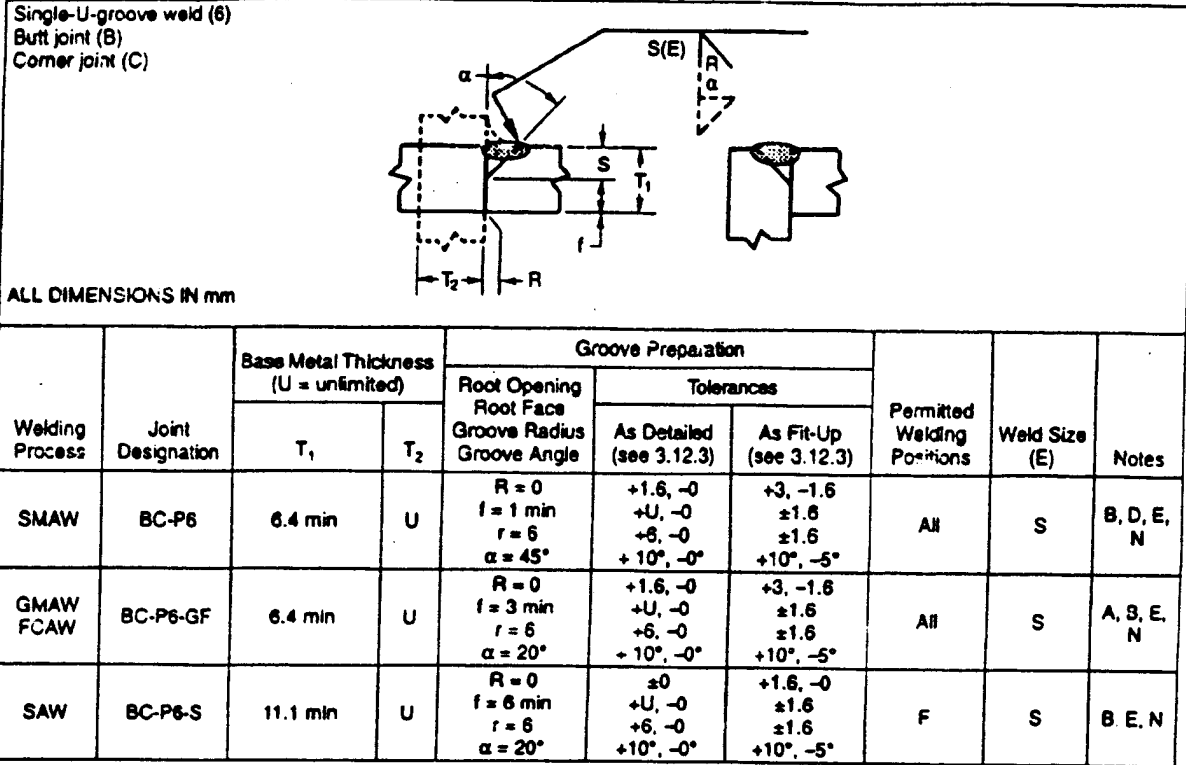 Single-U-groove weld (6)
Butt joint (B)
Corner joint (C)
S(E)
R
α
α
S
T₁
f
T₂
R
ALL DIMENSIONS IN mm
Welding Process
Joint Designation
Base Metal Thickness (U = unlimited)
T₁
T₂
Groove Preparation
Root Opening
Root Face
Groove Radius
Groove Angle
Tolerances
As Detailed (see 3.12.3)
As Fit-Up (see 3.12.3)
Permitted Welding Positions
Weld Size (E)
Notes
SMAW BC-P6 6.4 min U
R = 0 +1.6, –0 +3, –1.6
f = 1 min +U, –0 ±1.6
r = 6 +6, –0 ±1.6
α = 45° + 10°, –0° +10°, –5°
All S B, D, E, N
GMAW FCAW BC-P6-GF 6.4 min U
R = 0 +1.6, –0 +3, –1.6
f = 3 min +U, –0 ±1.6
r = 6 +6, –0 ±1.6
α = 20° + 10°, –0° +10°, –5°
All S A, B, E, N
SAW BC-P6-S 11.1 min U
R = 0 ±0 +1.6, –0
f = 6 min +U, –0 ±1.6
r = 6 +6, –0 ±1.6
α = 20° +10°, –0° +10°, –5°
F S B. E. N